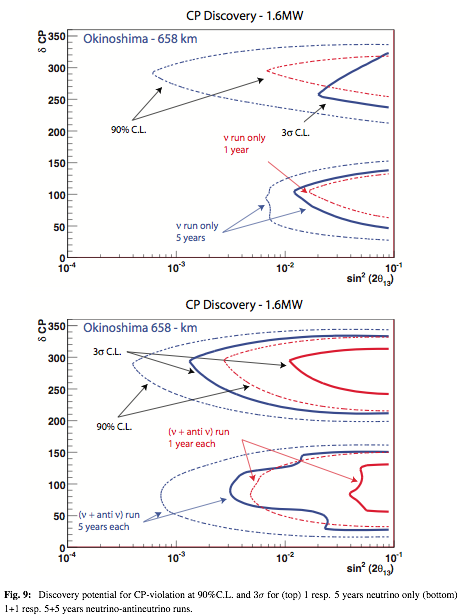 CP Discovery - 1.6MW
δ CP
350
Okinoshima - 658 km
300
250
90% C.L.
3σ C.L.
200
ν run only
1 year
150
100
ν run only
5 years
50
0
10⁻⁴
10⁻³
10⁻²
10⁻¹
sin² (2θ₁₃)
CP Discovery - 1.6MW
δ CP
350
Okinoshima 658 - km
3σ C.L.
300
250
200
90% C.L.
(ν + anti ν) run
1 year each
150
100
50
(ν + anti ν) run
5 years each
0
10⁻⁴
10⁻³
10⁻²
10⁻¹
sin² (2θ₁₃)
Fig. 9: Discovery potential for CP-violation at 90%C.L. and 3σ for (top) 1 resp. 5 years neutrino only (bottom)
1+1 resp. 5+5 years neutrino-antineutrino runs.